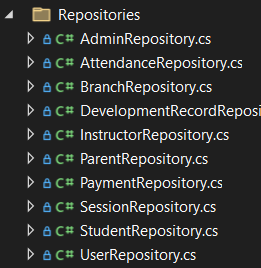 Repositories
C# AdminRepository.cs
C# AttendanceRepository.cs
C# BranchRepository.cs
C# DevelopmentRecordReposi
C# InstructorRepository.cs
C# ParentRepository.cs
C# PaymentRepository.cs
C# SessionRepository.cs
C# StudentRepository.cs
C# UserRepository.cs